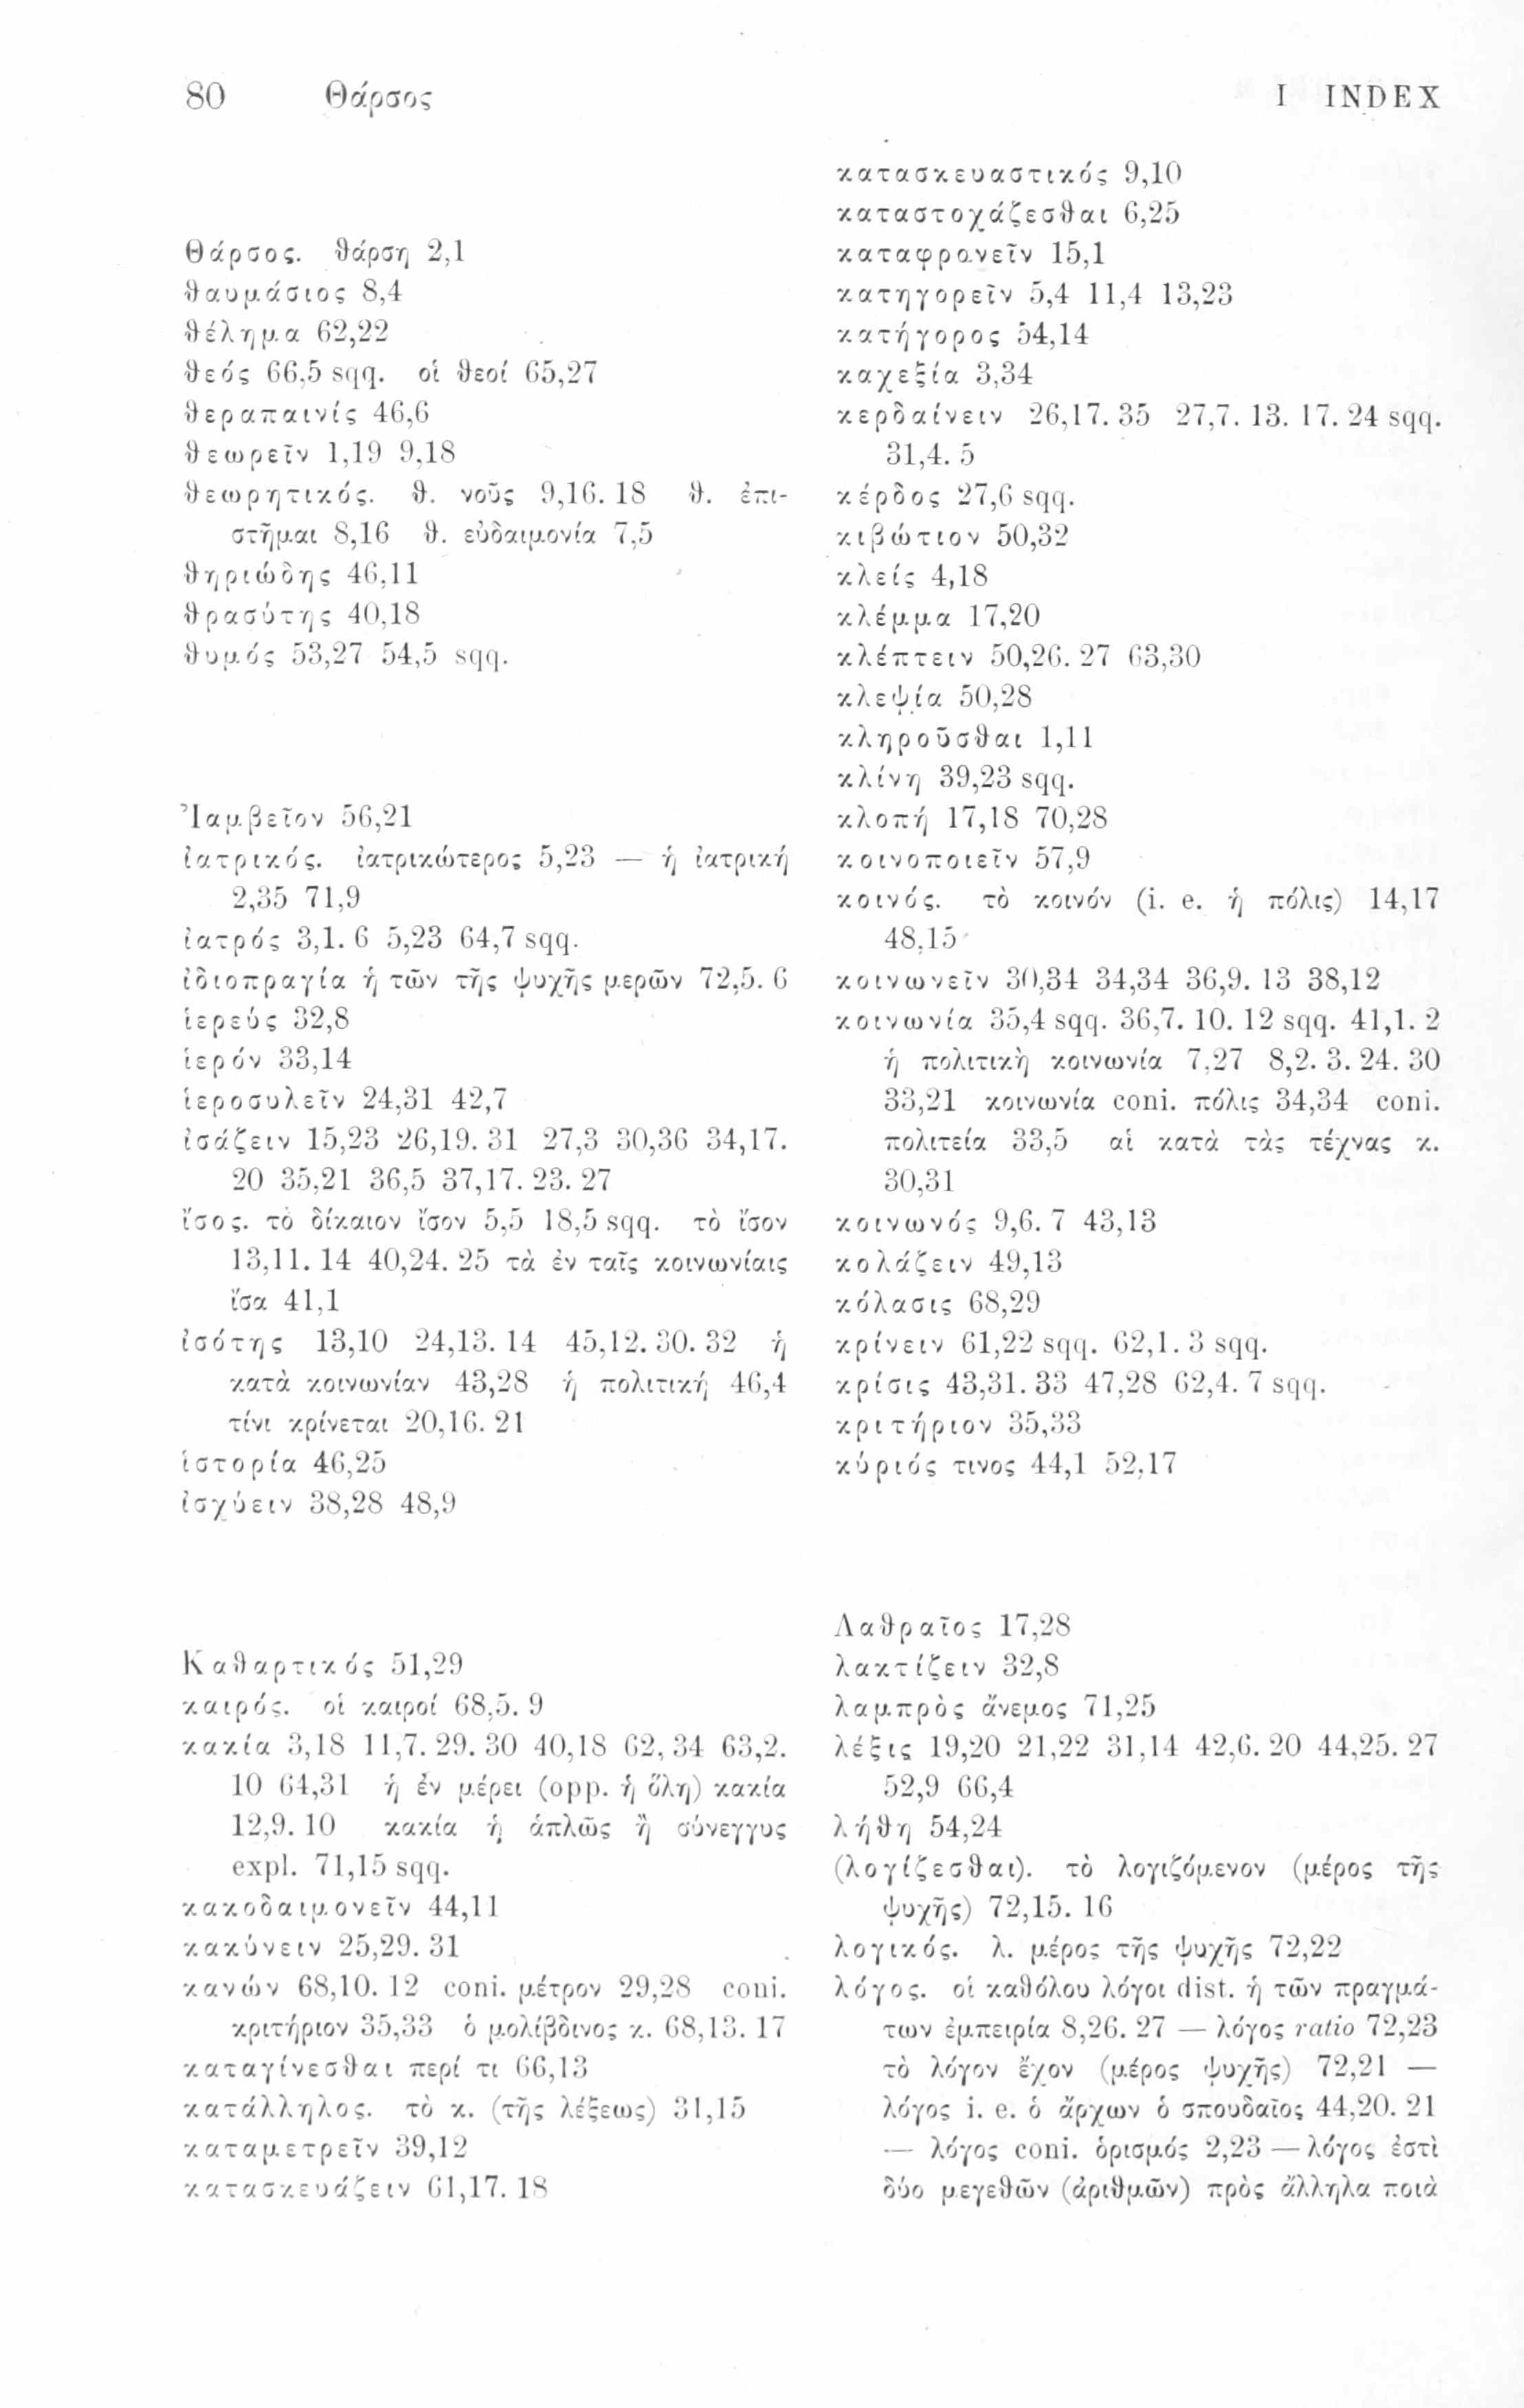 80 Θάρσος I INDEX
Θάρσος. θάρση 2,1
θαυμάσιος 8,4
θέλημα 62,22
θεός 66,5 sqq. οἱ θεοί 65,27
θεραπαινίς 46,6
θεωρεῖν 1,19 9,18
θεωρητικός. θ. νοῦς 9,16. 18 θ. ἐπι-
στῆμαι 8,16 θ. εὐδαιμονία 7,5
θηριώδης 46,11
θρασύτης 40,18
θυμός 53,27 54,5 sqq.
Ἰαμβεῖον 56,21
ἰατρικός. ἰατρικώτερος 5,23 — ἡ ἰατρική
2,35 71,9
ἰατρός 3,1. 6 5,23 64,7 sqq.
ἰδιοπραγία ἡ τῶν τῆς ψυχῆς μερῶν 72,5. 6
ἱερεύς 32,8
ἱερόν 33,14
ἱεροσυλεῖν 24,31 42,7
ἰσάζειν 15,23 26,19. 31 27,3 30,36 34,17.
20 35,21 36,5 37,17. 23. 27
ἴσος. τὸ δίκαιον ἴσον 5,5 18,5 sqq. τὸ ἴσον
13,11. 14 40,24. 25 τὰ ἐν ταῖς κοινωνίαις
ἴσα 41,1
ἰσότης 13,10 24,13. 14 45,12. 30. 32 ἡ
κατὰ κοινωνίαν 43,28 ἡ πολιτική 46,4
τίνι κρίνεται 20,16. 21
ἱστορία 46,25
ἰσχύειν 38,28 48,9
Καθαρτικός 51,29
καιρός. οἱ καιροί 68,5. 9
κακία 3,18 11,7. 29. 30 40,18 62,34 63,2.
10 64,31 ἡ ἐν μέρει (opp. ἡ ὅλη) κακία
12,9. 10 κακία ἡ ἁπλῶς ἢ σύνεγγυς
expl. 71,15 sqq.
κακοδαιμονεῖν 44,11
κακύνειν 25,29. 31
κανών 68,10. 12 coni. μέτρον 29,28 coni.
κριτήριον 35,33 ὁ μολίβδινος κ. 68,13. 17
καταγίνεσθαι περί τι 66,13
κατάλληλος. τὸ κ. (τῆς λέξεως) 31,15
καταμετρεῖν 39,12
κατασκευάζειν 61,17. 18
κατασκευαστικός 9,10
καταστοχάζεσθαι 6,25
καταφρονεῖν 15,1
κατηγορεῖν 5,4 11,4 13,23
κατήγορος 54,14
καχεξία 3,34
κερδαίνειν 26,17. 35 27,7. 13. 17. 24 sqq.
31,4. 5
κέρδος 27,6 sqq.
κιβώτιον 50,32
κλείς 4,18
κλέμμα 17,20
κλέπτειν 50,26. 27 63,30
κλεψία 50,28
κληροῦσθαι 1,11
κλίνη 39,23 sqq.
κλοπή 17,18 70,28
κοινοποιεῖν 57,9
κοινός. τὸ κοινόν (i. e. ἡ πόλις) 14,17
48,15
κοινωνεῖν 30,34 34,34 36,9. 13 38,12
κοινωνία 35,4 sqq. 36,7. 10. 12 sqq. 41,1. 2
ἡ πολιτικὴ κοινωνία 7,27 8,2. 3. 24. 30
33,21 κοινωνία coni. πόλις 34,34 coni.
πολιτεία 33,5 αἱ κατὰ τὰς τέχνας κ.
30,31
κοινωνός 9,6. 7 43,13
κολάζειν 49,13
κόλασις 68,29
κρίνειν 61,22 sqq. 62,1. 3 sqq.
κρίσις 43,31. 33 47,28 62,4. 7 sqq.
κριτήριον 35,33
κύριός τινος 44,1 52,17
Λαθραῖος 17,28
λακτίζειν 32,8
λαμπρὸς ἄνεμος 71,25
λέξις 19,20 21,22 31,14 42,6. 20 44,25. 27
52,9 66,4
λήθη 54,24
(λογίζεσθαι). τὸ λογιζόμενον (μέρος τῆς
ψυχῆς) 72,15. 16
λογικός. λ. μέρος τῆς ψυχῆς 72,22
λόγος. οἱ καθόλου λόγοι dist. ἡ τῶν πραγμά-
των ἐμπειρία 8,26. 27 — λόγος ratio 72,23
τὸ λόγον ἔχον (μέρος ψυχῆς) 72,21 —
λόγος i. e. ὁ ἄρχων ὁ σπουδαῖος 44,20. 21
— λόγος coni. ὁρισμός 2,23 — λόγος ἐστὶ
δύο μεγεθῶν (ἀριθμῶν) πρὸς ἄλληλα ποιὰ